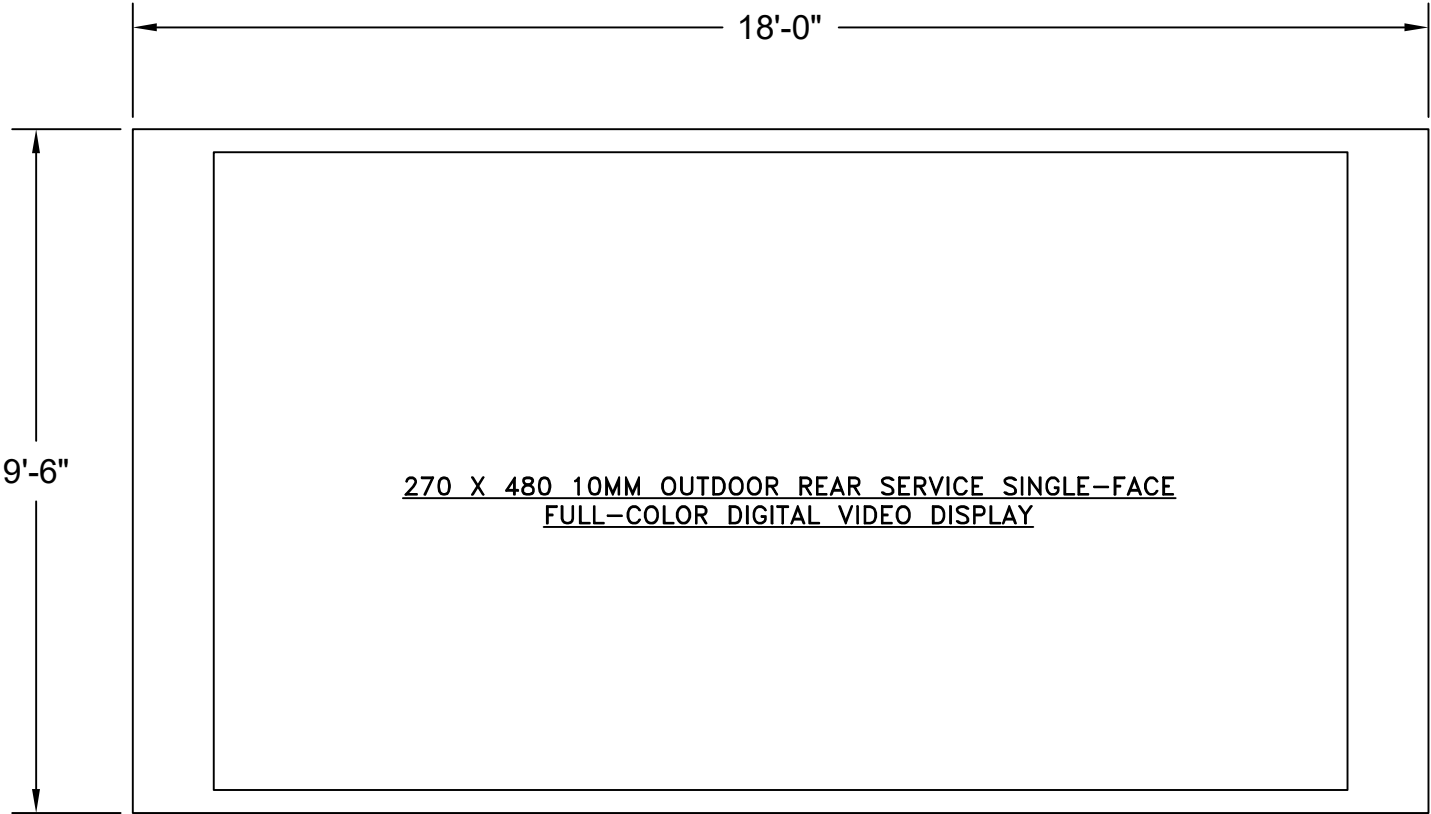 18'-0"
9'-6"
270 X 480 10MM OUTDOOR REAR SERVICE SINGLE-FACE
FULL-COLOR DIGITAL VIDEO DISPLAY